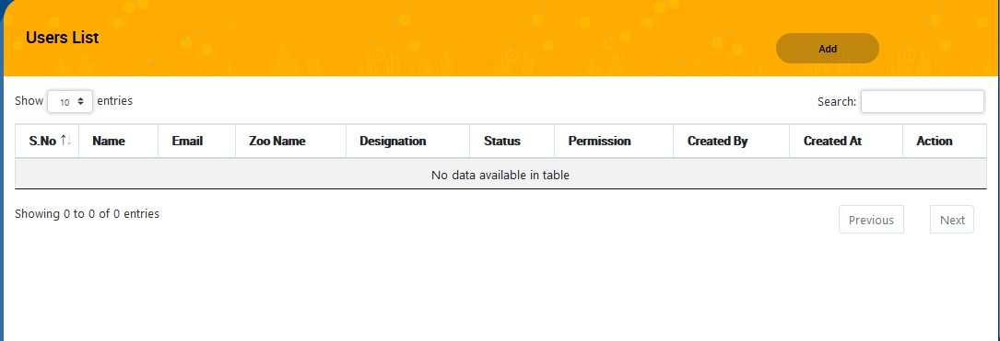 Users List
Add
Show 10 entries
Search:
S.No Name Email Zoo Name Designation Status Permission Created By Created At Action
No data available in table
Showing 0 to 0 of 0 entries
Previous Next